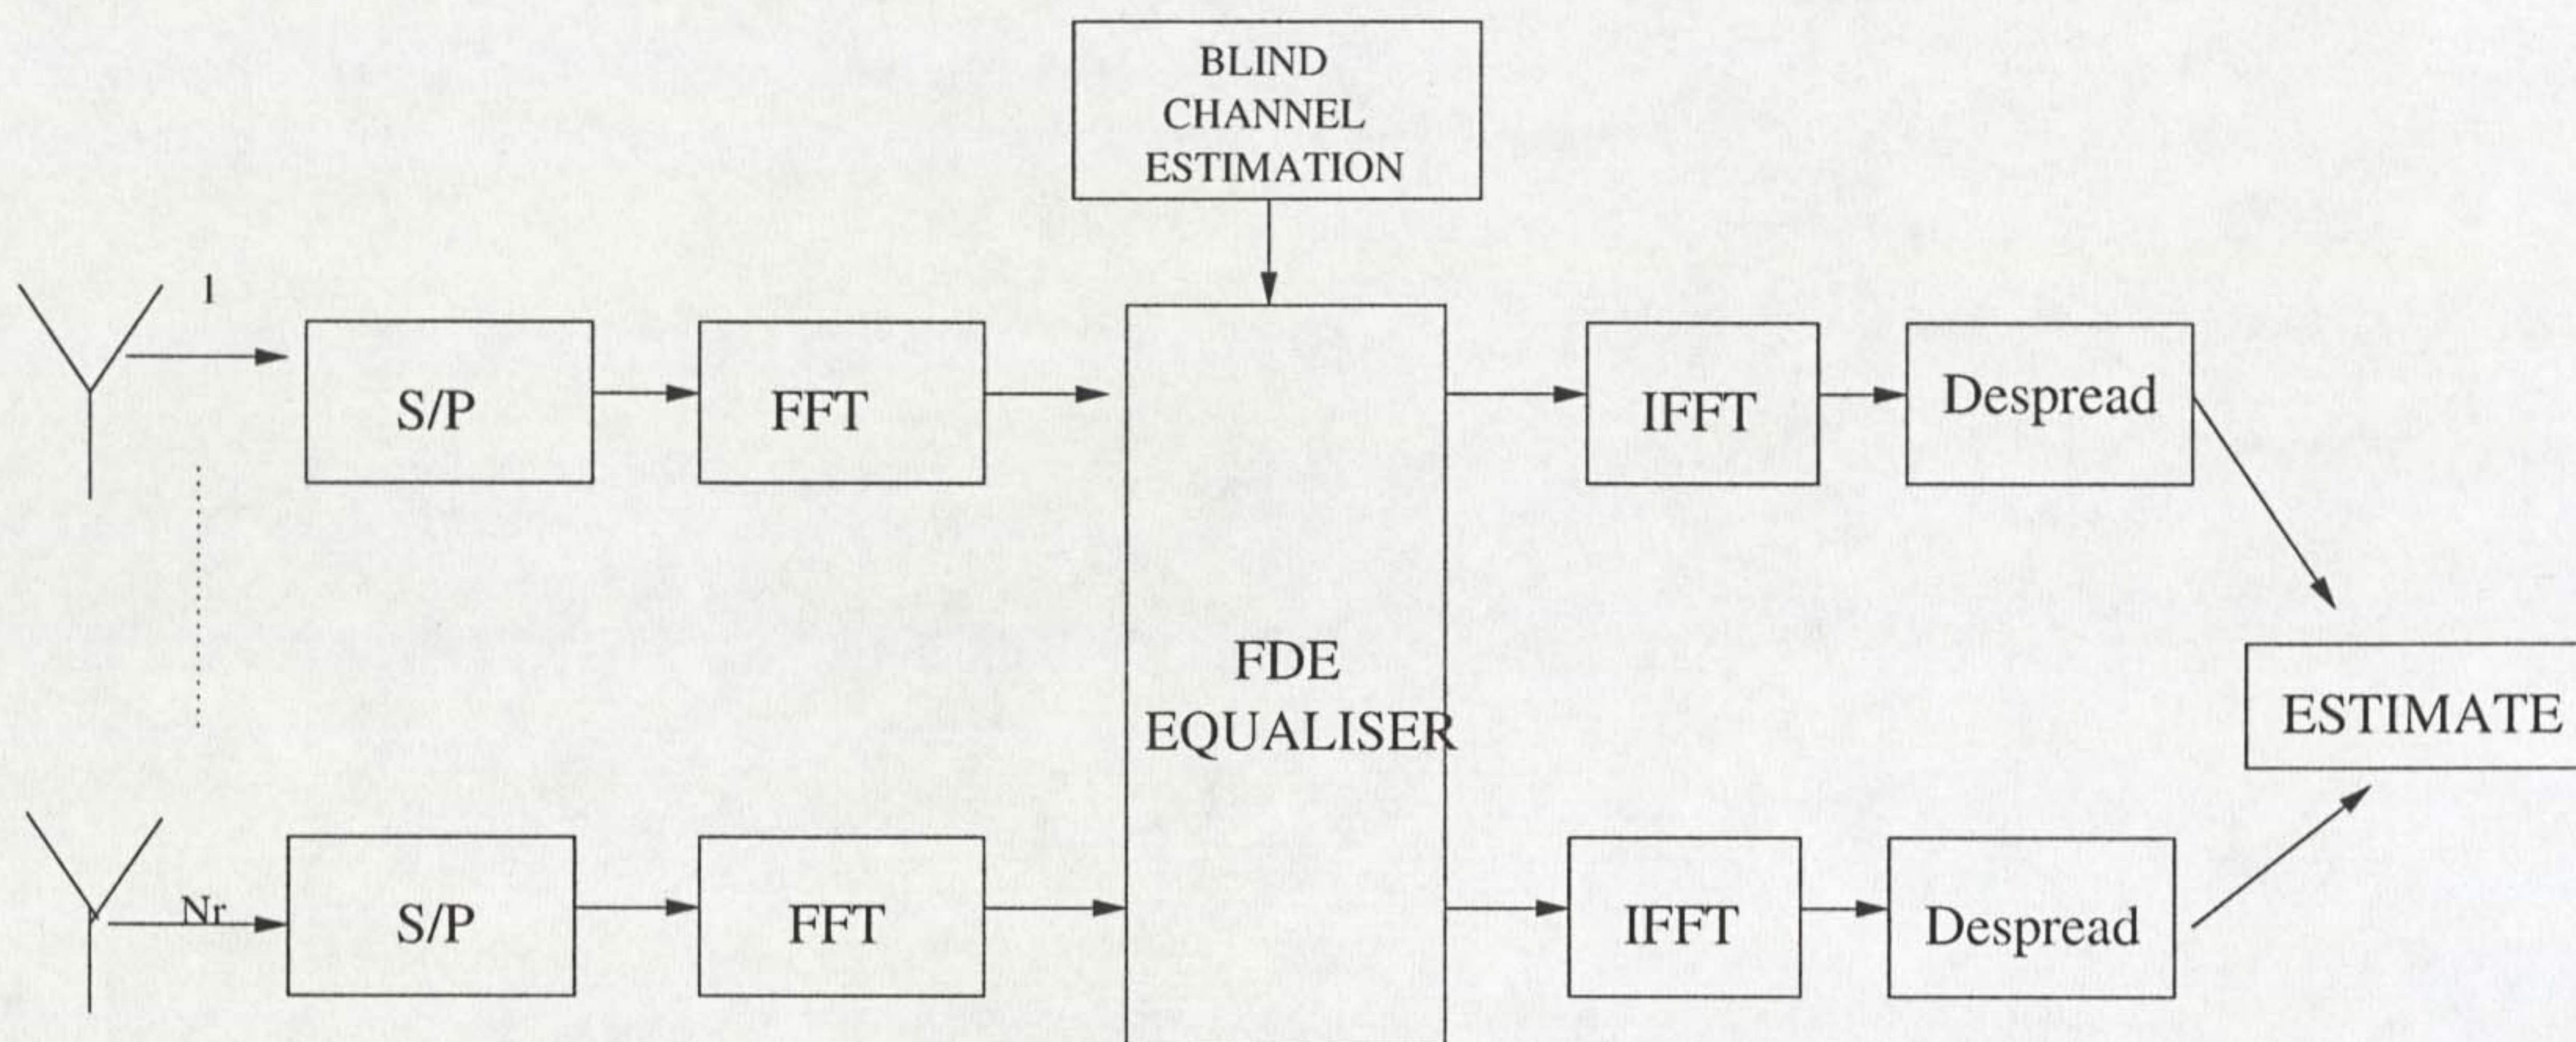 BLIND
CHANNEL
ESTIMATION
1
S/P
FFT
IFFT
Despread
FDE
EQUALISER
ESTIMATE
Nr
S/P
FFT
IFFT
Despread